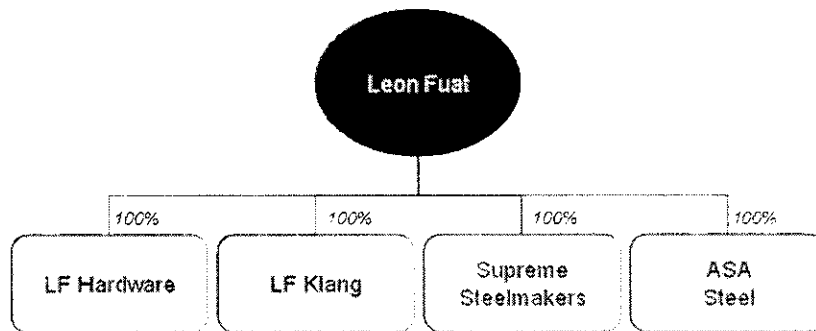 Leon Fuat
100% 100% 100% 100%
LF Hardware LF Klang Supreme Steelmakers ASA Steel